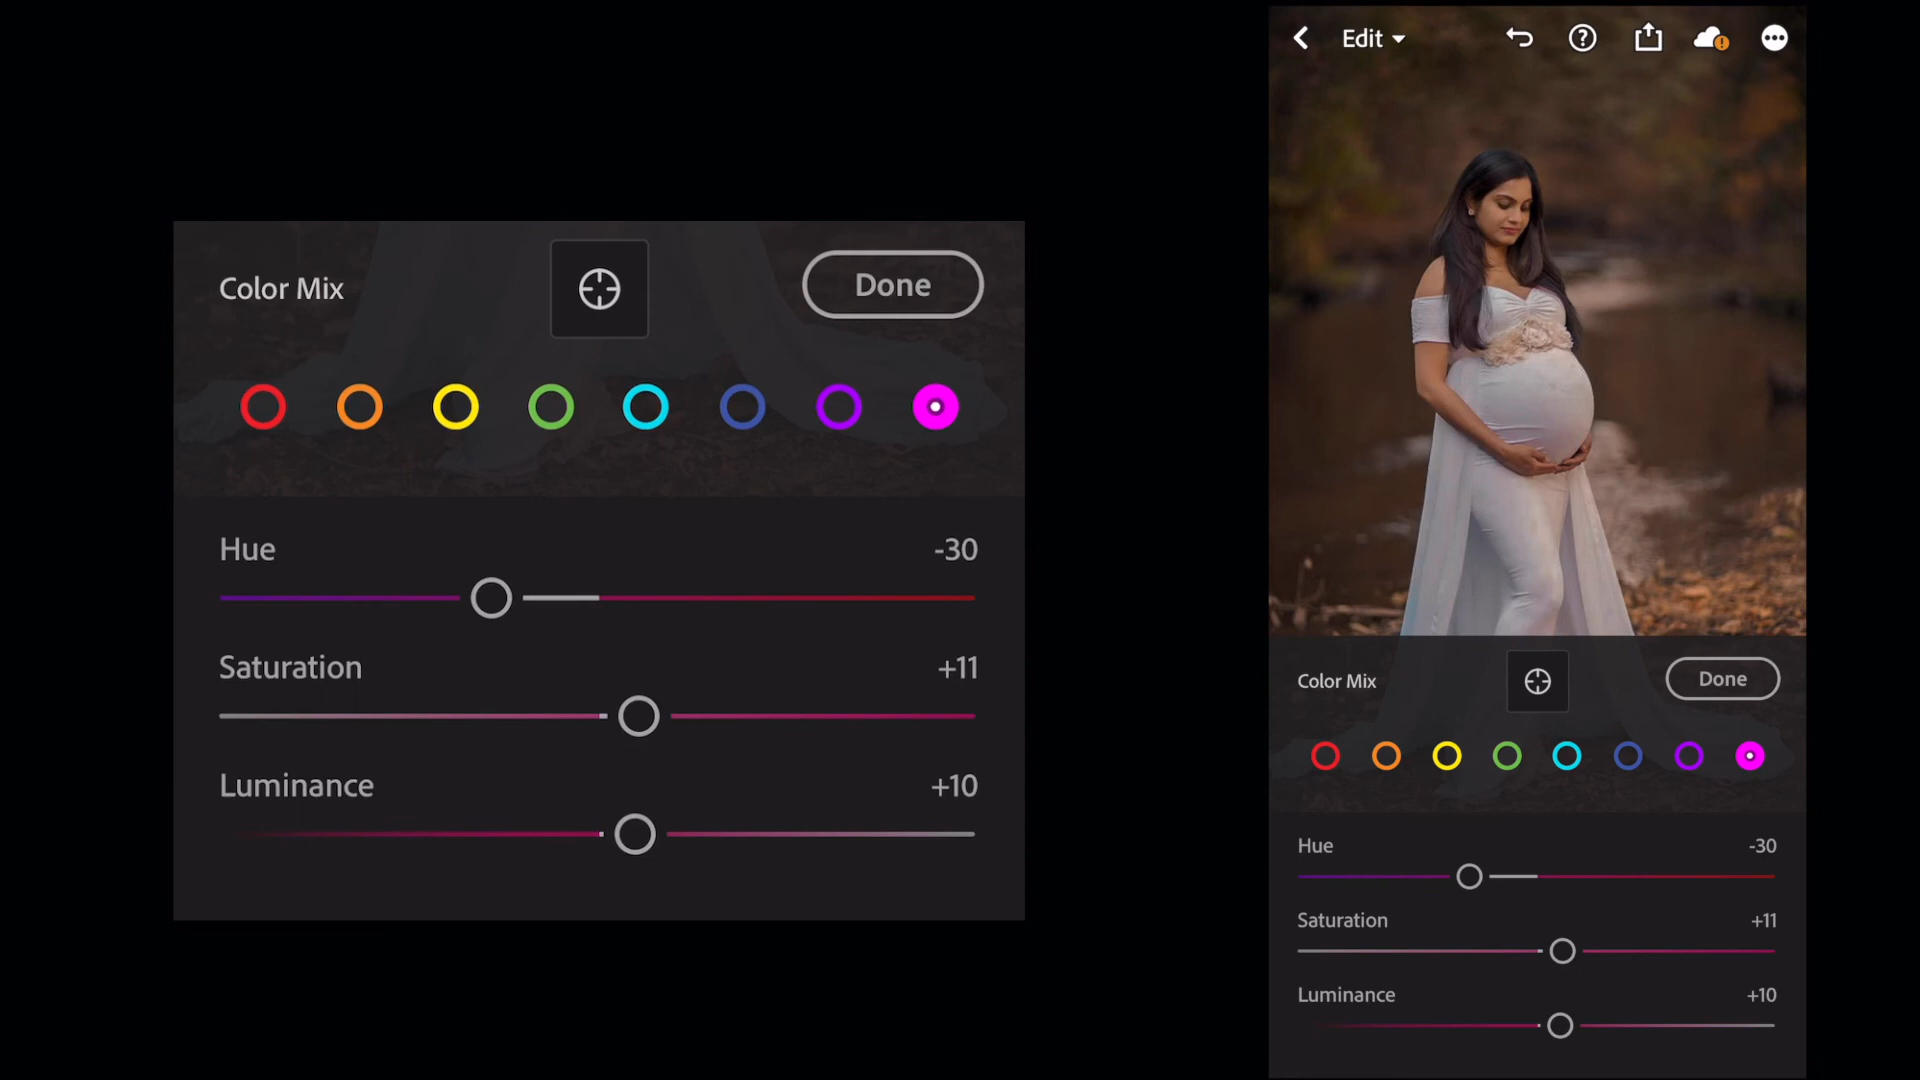 Color Mix
Done
Hue
-30
Saturation
+11
Luminance
+10
Edit
Color Mix
Done
Hue
-30
Saturation
+11
Luminance
+10